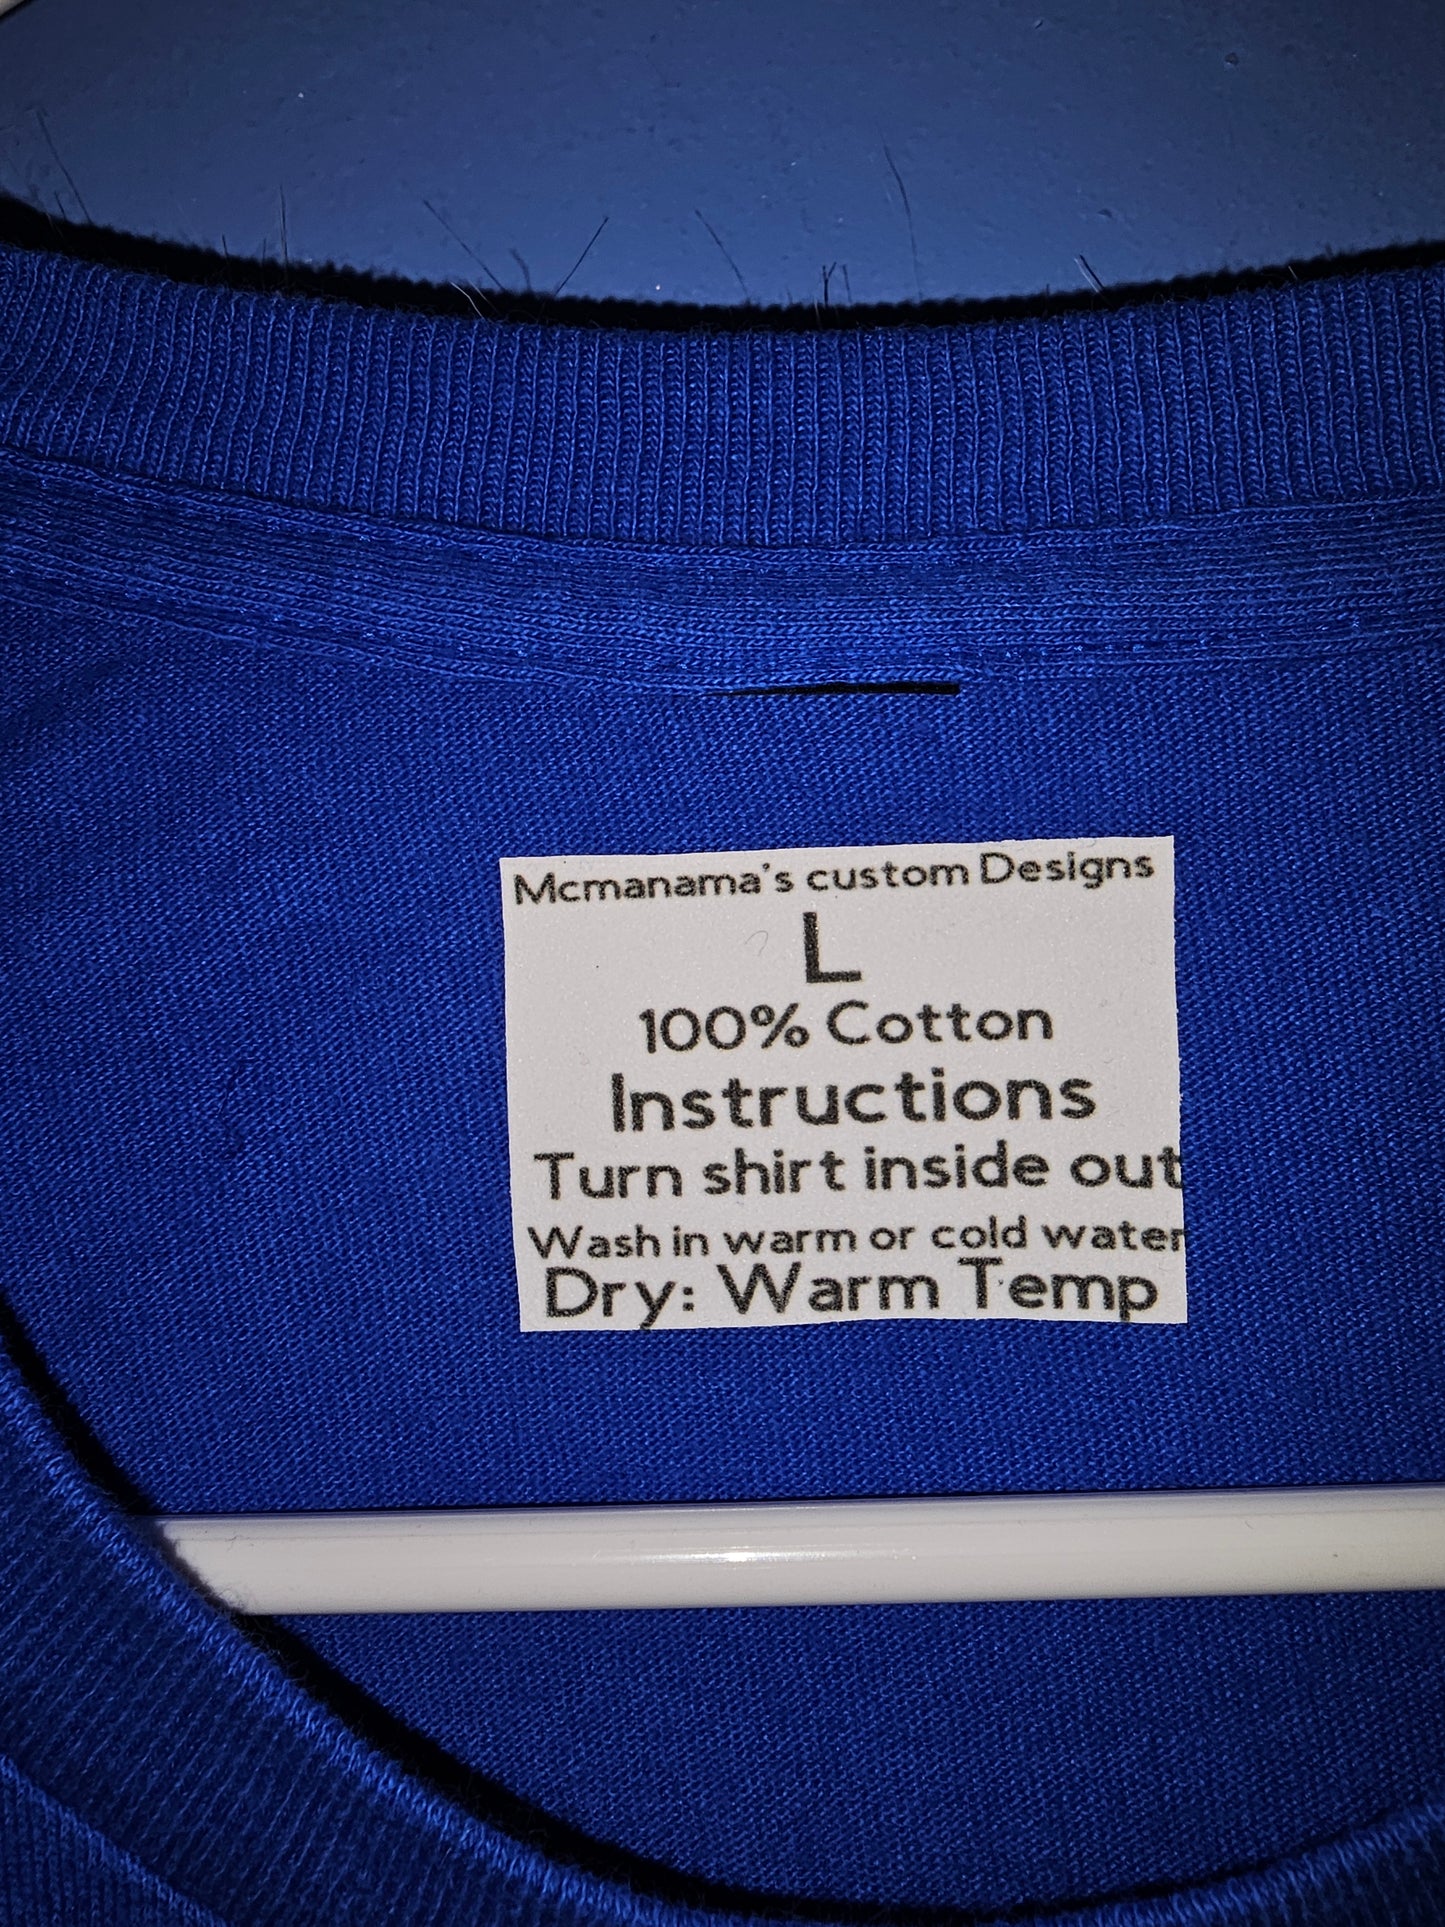 Mcmanama's custom Designs
L
100% Cotton
Instructions
Turn shirt inside out
Wash in warm or cold water
Dry: Warm Temp